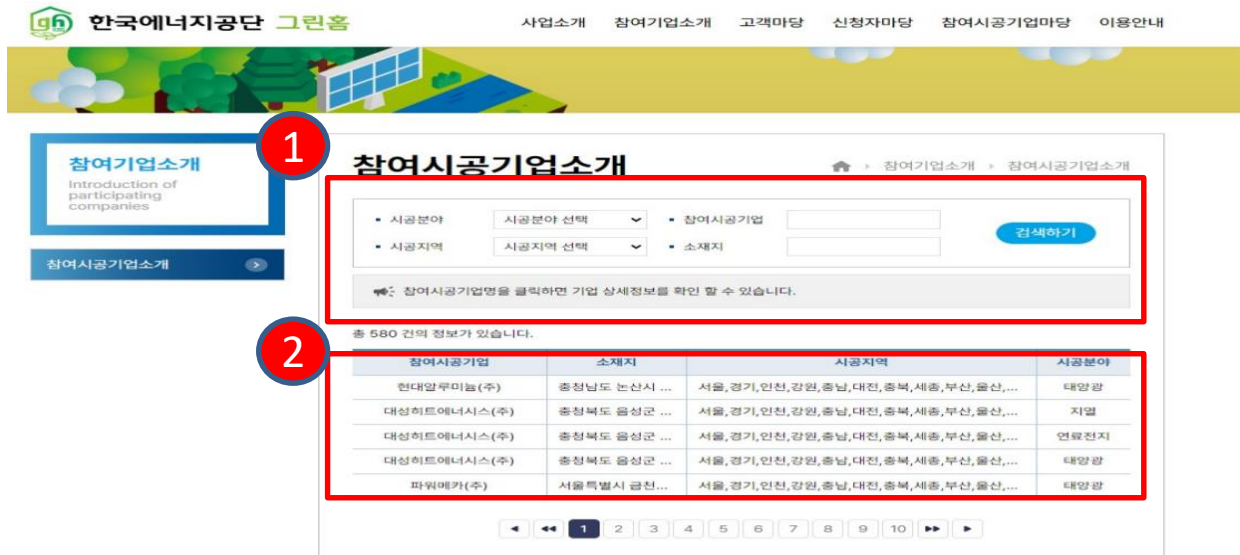 gh 한국에너지공단 그린홈
사업소개 참여기업소개 고객마당 신청자마당 참여시공기업마당 이용안내
참여기업소개
Introduction of
participating
companies
참여시공기업소개
1
참여시공기업소개
참여기업소개 › 참여시공기업소개
시공분야 시공분야 선택 참여시공기업
검색하기
시공지역 시공지역 선택 소재지
참여시공기업명을 클릭하면 기업 상세정보를 확인 할 수 있습니다.
총 580 건의 정보가 있습니다.
2
참여시공기업 소재지 시공지역 시공분야
현대알루미늄(주) 충청남도 논산시 ... 서울,경기,인천,강원,충남,대전,충북,세종,부산,울산,... 태양광
대성히트에너시스(주) 충청북도 음성군 ... 서울,경기,인천,강원,충남,대전,충북,세종,부산,울산,... 지열
대성히트에너시스(주) 충청북도 음성군 ... 서울,경기,인천,강원,충남,대전,충북,세종,부산,울산,... 연료전지
대성히트에너시스(주) 충청북도 음성군 ... 서울,경기,인천,강원,충남,대전,충북,세종,부산,울산,... 태양광
파워메카(주) 서울특별시 금천... 서울,경기,인천,강원,충남,대전,충북,세종,부산,울산,... 태양광
1 2 3 4 5 6 7 8 9 10